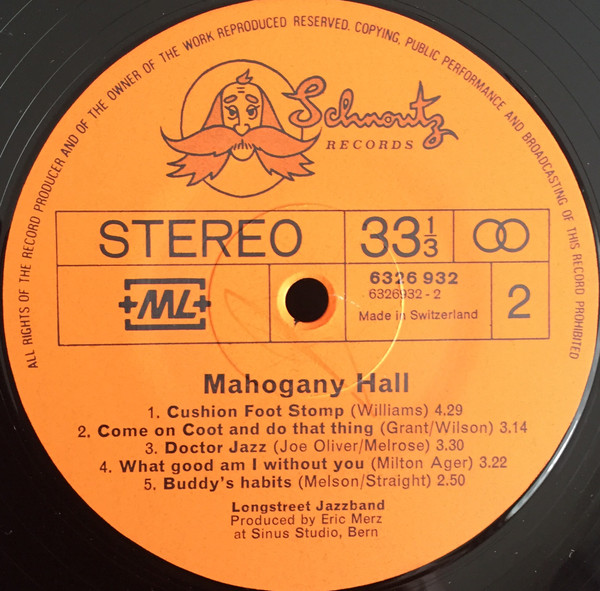 ALL RIGHTS OF THE RECORD PRODUCER AND OF THE OWNER OF THE WORK REPRODUCED RESERVED. COPYING, PUBLIC PERFORMANCE AND BROADCASTING OF THIS RECORD PROHIBITED
Schnoutz
RECORDS
STEREO 33 1/3
+ML+
6326 932
6326932 - 2
Made in Switzerland
2
Mahogany Hall
1. Cushion Foot Stomp (Williams) 4.29
2. Come on Coot and do that thing (Grant/Wilson) 3.14
3. Doctor Jazz (Joe Oliver/Melrose) 3.30
4. What good am I without you (Milton Ager) 3.22
5. Buddy's habits (Melson/Straight) 2.50
Longstreet Jazzband
Produced by Eric Merz
at Sinus Studio, Bern